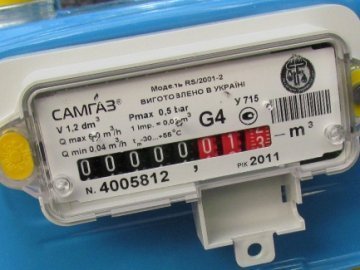 Модель RS/2001-2
ВИГОТОВЛЕНО В УКРАЇНІ
САМГАЗ®
V 1,2 dm³
Pmax 0,5 bar
У 715
Q max 6,0 m³/h
1 imp. = 0,01 m³
G4
Q min 0.04 m³/h
tm-30...+55°C
0 0 0 0 0 0 1 m³
N. 4005812
,
РІК 2011